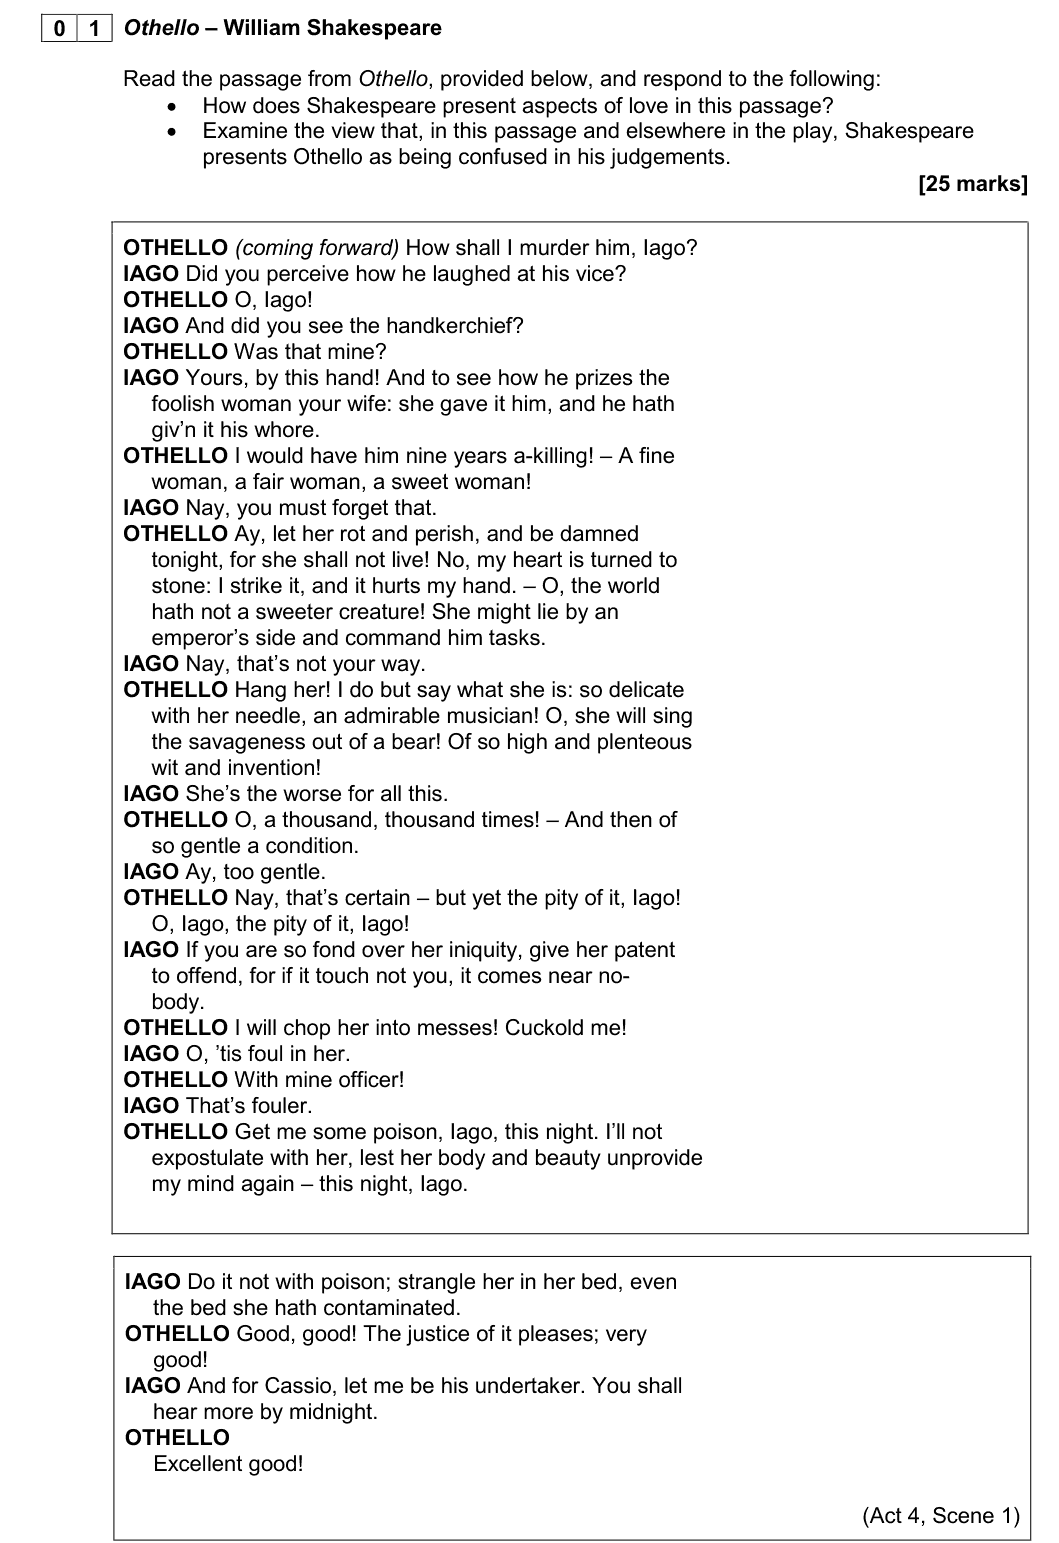 0 1 Othello – William Shakespeare
Read the passage from Othello, provided below, and respond to the following:
• How does Shakespeare present aspects of love in this passage?
• Examine the view that, in this passage and elsewhere in the play, Shakespeare
presents Othello as being confused in his judgements.
[25 marks]
OTHELLO (coming forward) How shall I murder him, Iago?
IAGO Did you perceive how he laughed at his vice?
OTHELLO O, Iago!
IAGO And did you see the handkerchief?
OTHELLO Was that mine?
IAGO Yours, by this hand! And to see how he prizes the
foolish woman your wife: she gave it him, and he hath
giv’n it his whore.
OTHELLO I would have him nine years a-killing! – A fine
woman, a fair woman, a sweet woman!
IAGO Nay, you must forget that.
OTHELLO Ay, let her rot and perish, and be damned
tonight, for she shall not live! No, my heart is turned to
stone: I strike it, and it hurts my hand. – O, the world
hath not a sweeter creature! She might lie by an
emperor’s side and command him tasks.
IAGO Nay, that’s not your way.
OTHELLO Hang her! I do but say what she is: so delicate
with her needle, an admirable musician! O, she will sing
the savageness out of a bear! Of so high and plenteous
wit and invention!
IAGO She’s the worse for all this.
OTHELLO O, a thousand, thousand times! – And then of
so gentle a condition.
IAGO Ay, too gentle.
OTHELLO Nay, that’s certain – but yet the pity of it, Iago!
O, Iago, the pity of it, Iago!
IAGO If you are so fond over her iniquity, give her patent
to offend, for if it touch not you, it comes near no-
body.
OTHELLO I will chop her into messes! Cuckold me!
IAGO O, ’tis foul in her.
OTHELLO With mine officer!
IAGO That’s fouler.
OTHELLO Get me some poison, Iago, this night. I’ll not
expostulate with her, lest her body and beauty unprovide
my mind again – this night, Iago.
IAGO Do it not with poison; strangle her in her bed, even
the bed she hath contaminated.
OTHELLO Good, good! The justice of it pleases; very
good!
IAGO And for Cassio, let me be his undertaker. You shall
hear more by midnight.
OTHELLO
Excellent good!
(Act 4, Scene 1)